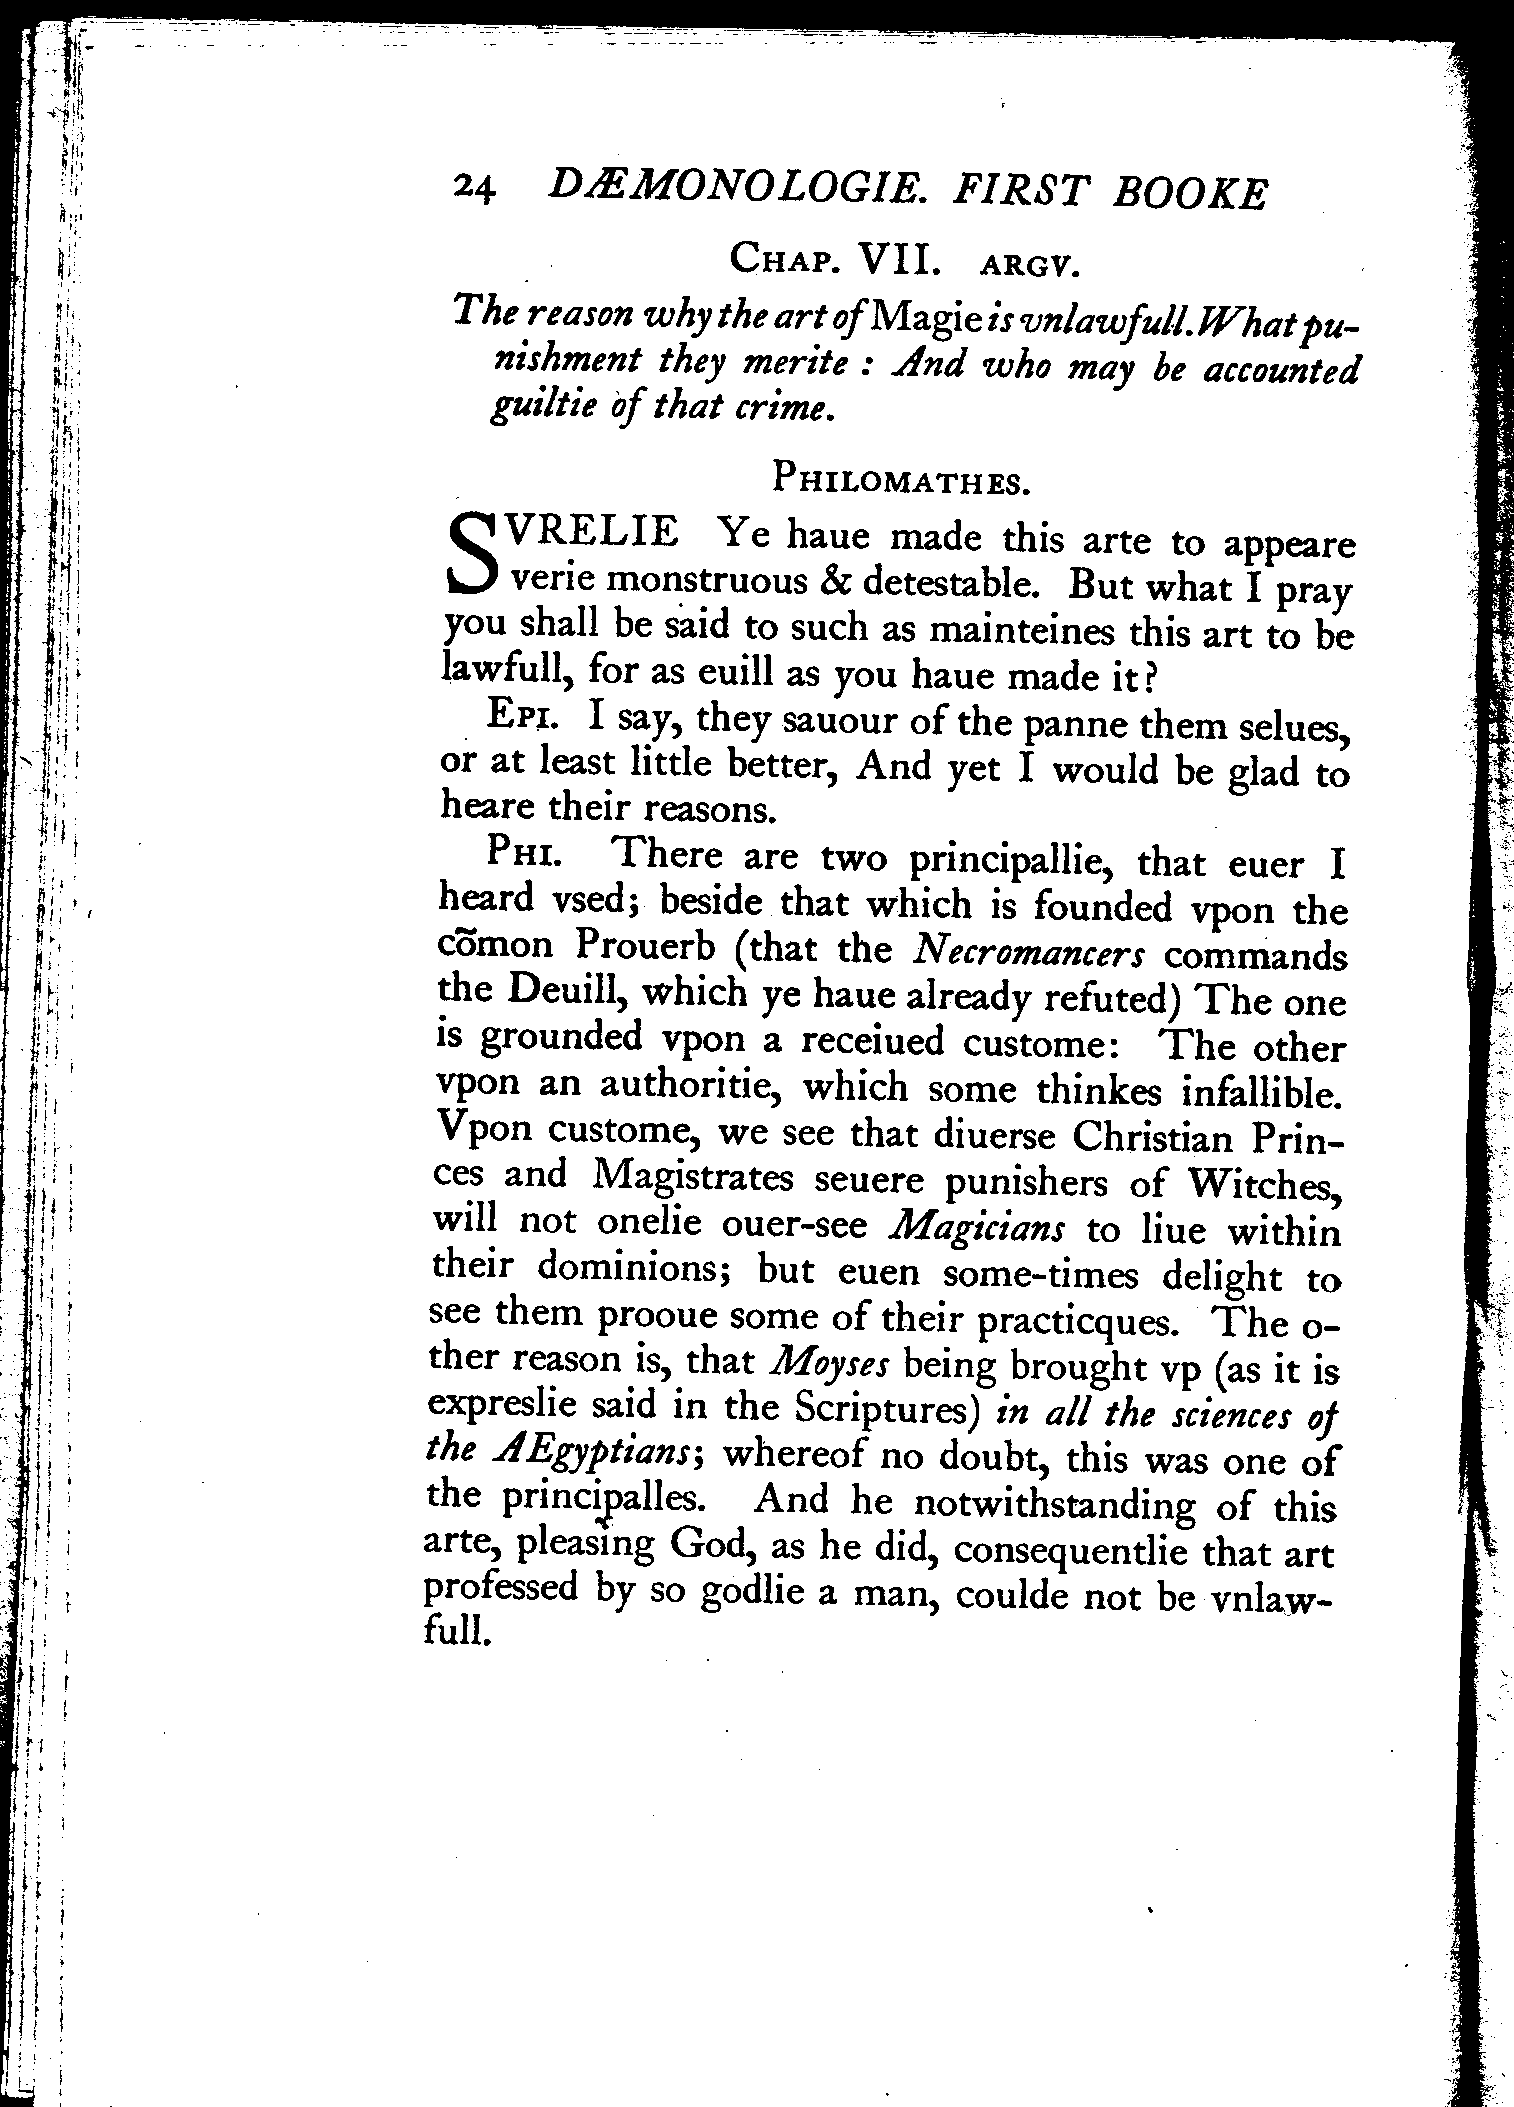 24 DÆMONOLOGIE. FIRST BOOKE
CHAP. VII. ARGV.
The reason why the art of Magie is vnlawfull. What pu-
nishment they merite : And who may be accounted
guiltie of that crime.
PHILOMATHES.
SVRELIE Ye haue made this arte to appeare
verie monstruous & detestable. But what I pray
you shall be said to such as mainteines this art to be
lawfull, for as euill as you haue made it?
EPI. I say, they sauour of the panne them selues,
or at least little better, And yet I would be glad to
heare their reasons.
PHI. There are two principallie, that euer I
heard vsed; beside that which is founded vpon the
cõmon Prouerb (that the Necromancers commands
the Deuill, which ye haue already refuted) The one
is grounded vpon a receiued custome: The other
vpon an authoritie, which some thinkes infallible.
Vpon custome, we see that diuerse Christian Prin-
ces and Magistrates seuere punishers of Witches,
will not onelie ouer-see Magicians to liue within
their dominions; but euen some-times delight to
see them prooue some of their practicques. The o-
ther reason is, that Moyses being brought vp (as it is
expreslie said in the Scriptures) in all the sciences of
the AEgyptians; whereof no doubt, this was one of
the principalles. And he notwithstanding of this
arte, pleasing God, as he did, consequentlie that art
professed by so godlie a man, coulde not be vnlaw-
full.